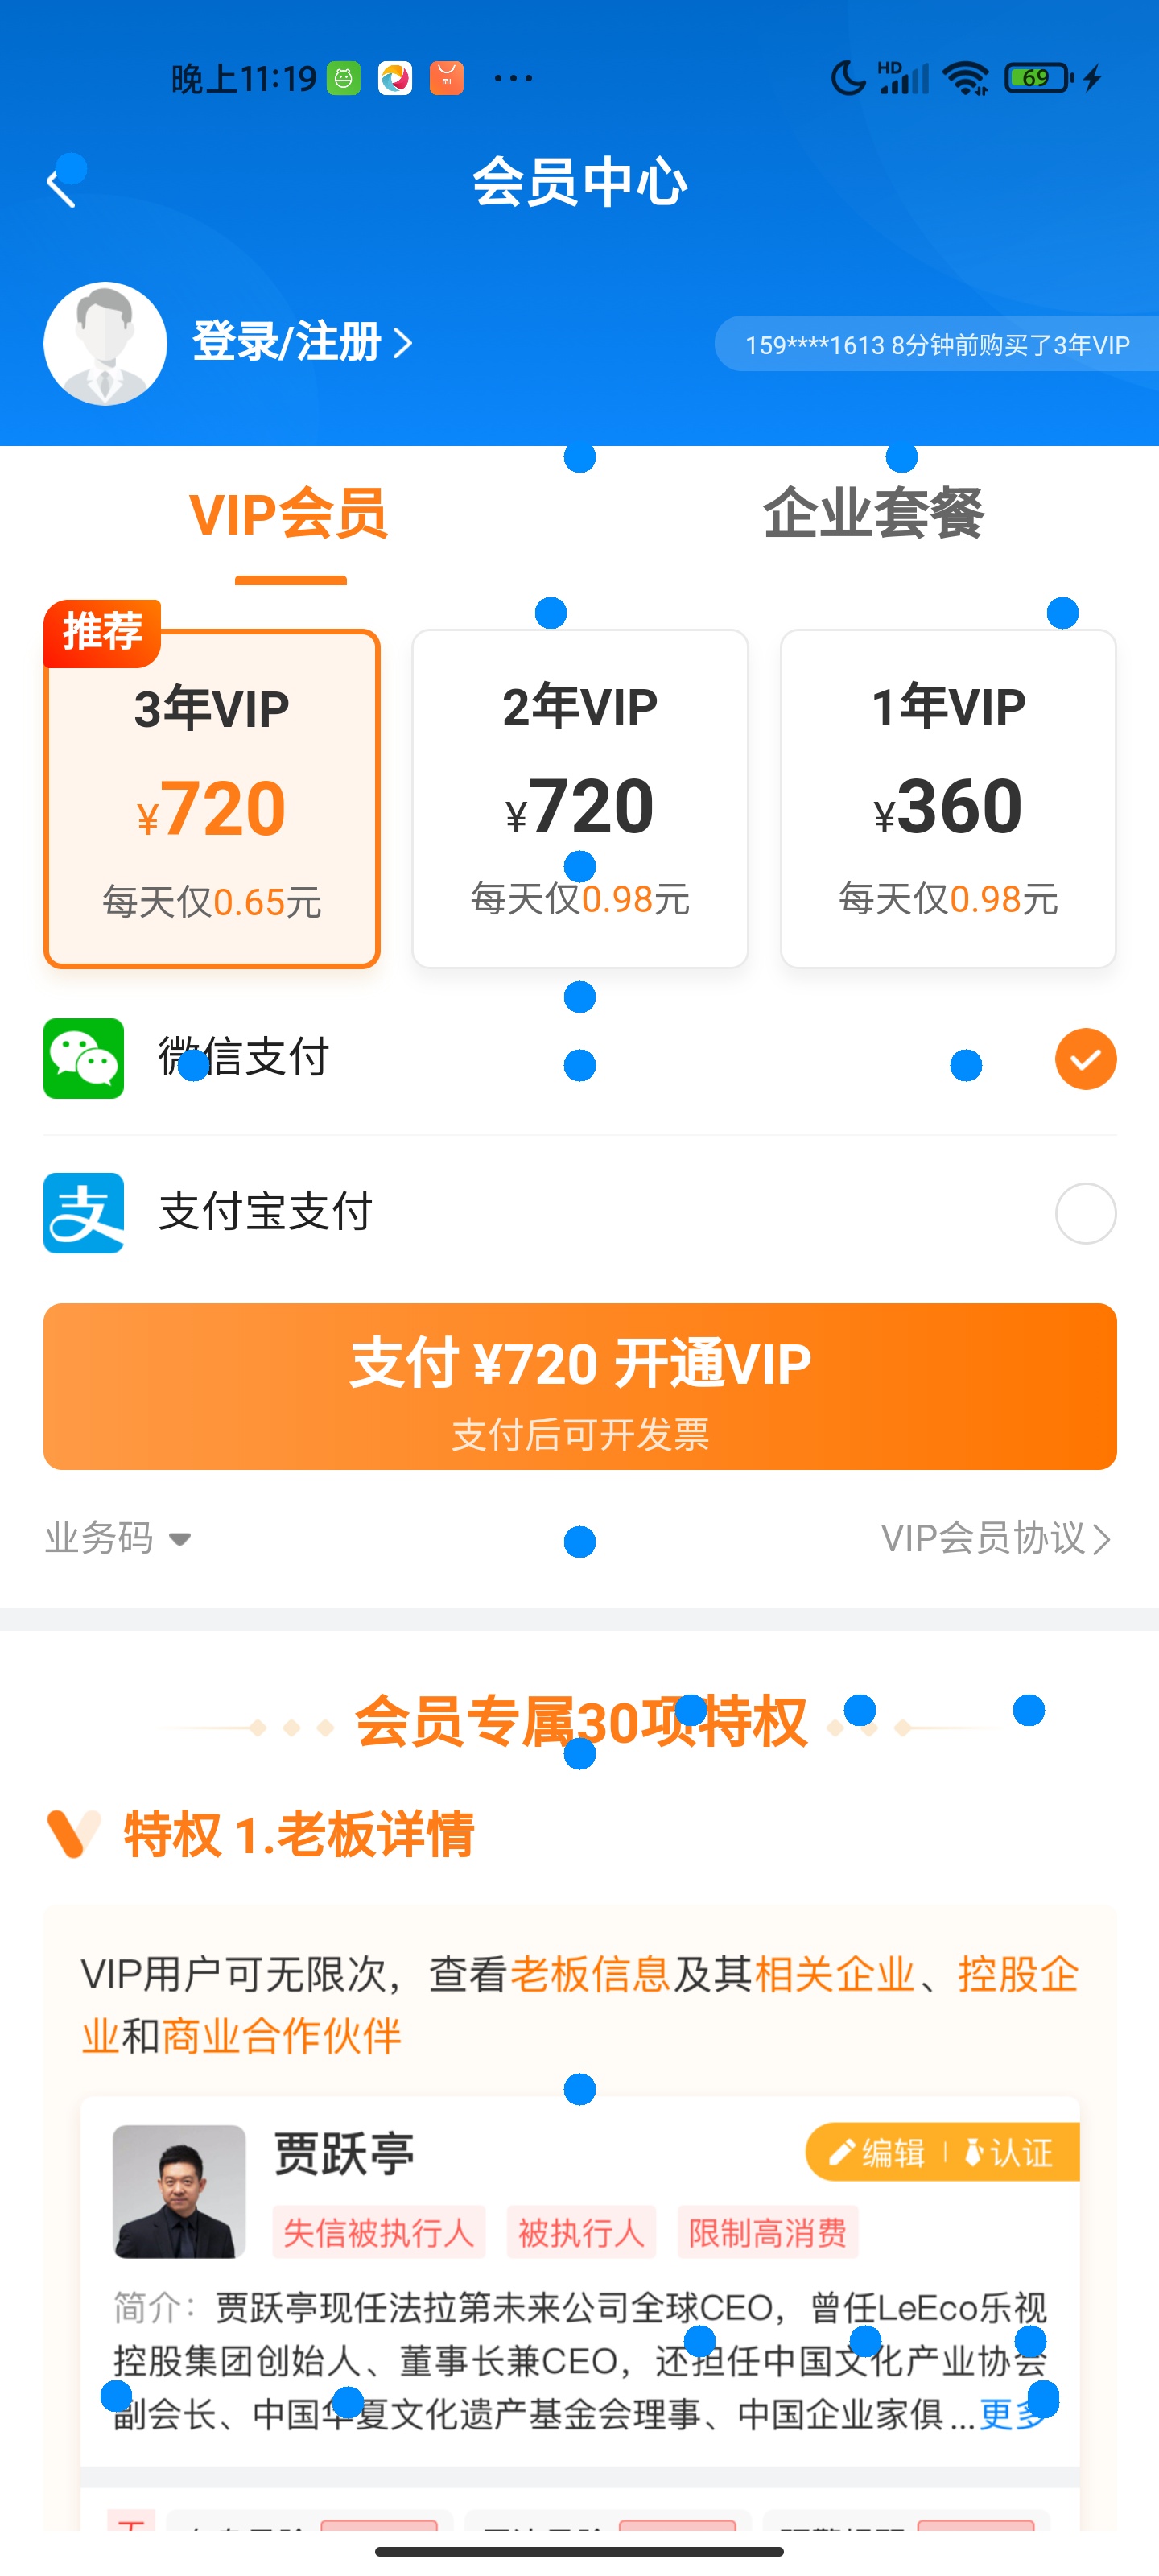 晚上11:19
HD
69
会员中心
登录/注册
159****1613 8分钟前购买了3年VIP
VIP会员
企业套餐
推荐
3年VIP
¥720
每天仅0.65元
2年VIP
¥720
每天仅0.98元
1年VIP
¥360
每天仅0.98元
微信支付
支付宝支付
支付 ¥720 开通VIP
支付后可开发票
业务码
VIP会员协议
会员专属30项特权
特权 1.老板详情
VIP用户可无限次，查看老板信息及其相关企业、控股企
业和商业合作伙伴
贾跃亭
编辑
认证
失信被执行人
被执行人
限制高消费
简介：贾跃亭现任法拉第未来公司全球CEO，曾任LeEco乐视
控股集团创始人、董事长兼CEO，还担任中国文化产业协会
副会长、中国华夏文化遗产基金会理事、中国企业家俱...更多